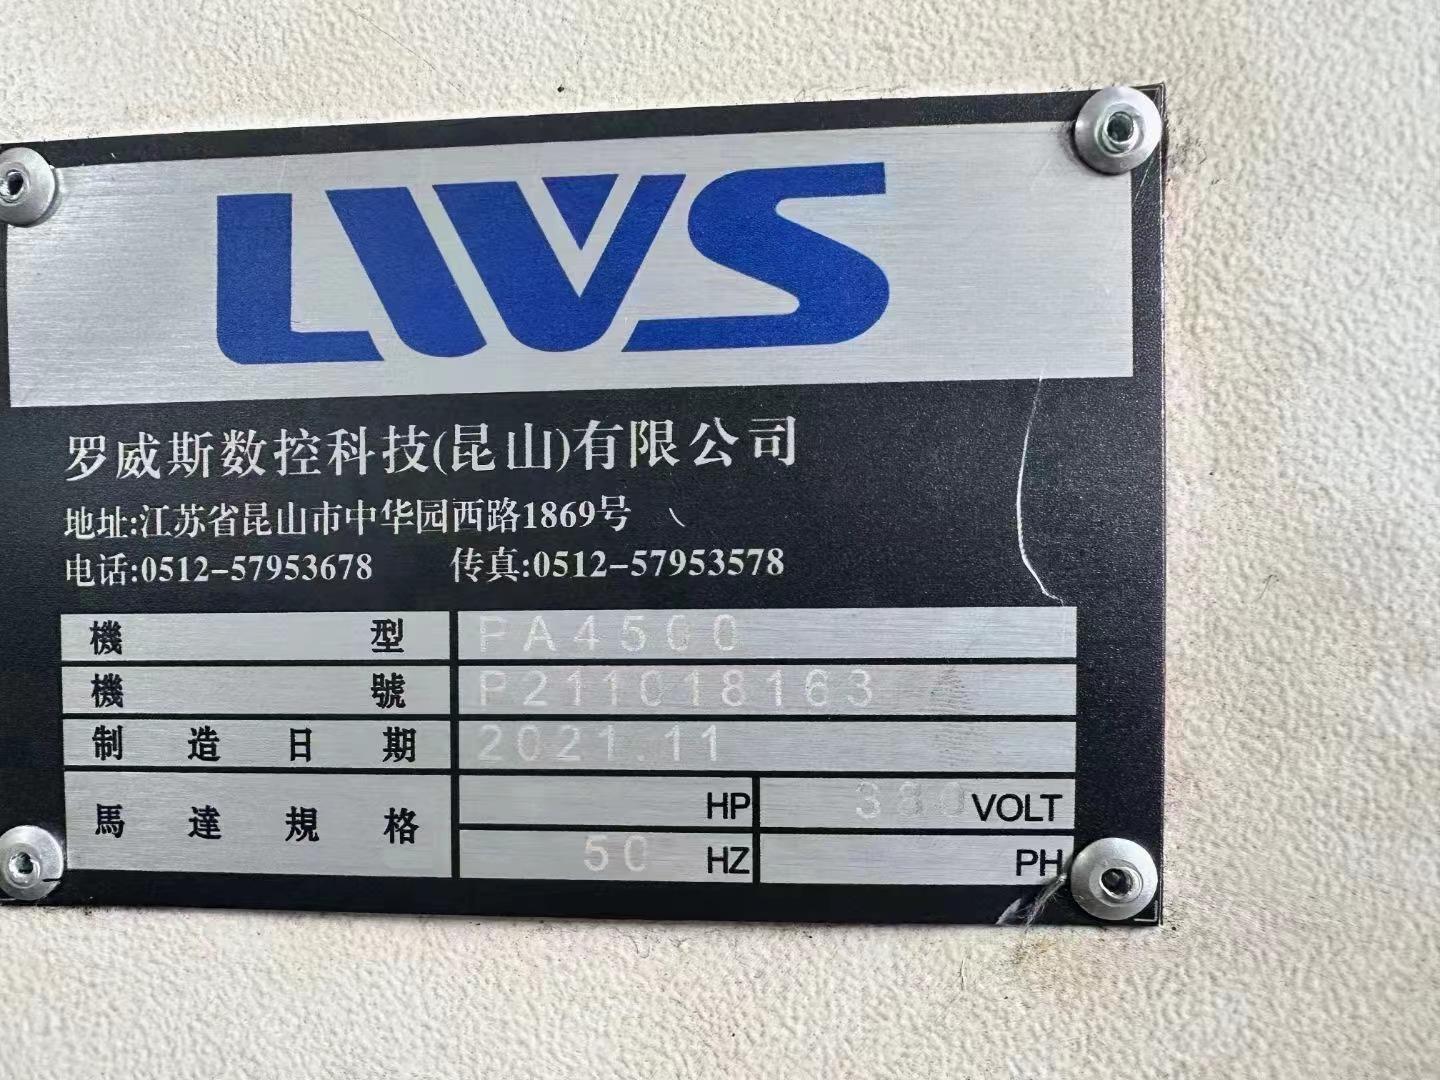 LWS
罗威斯数控科技(昆山)有限公司
地址:江苏省昆山市中华园西路1869号
电话:0512-57953678 传真:0512-57953578
機型 PA4500
機號 P211018163
制造日期 2021.11
馬達規格 HP 380 VOLT
50 HZ PH